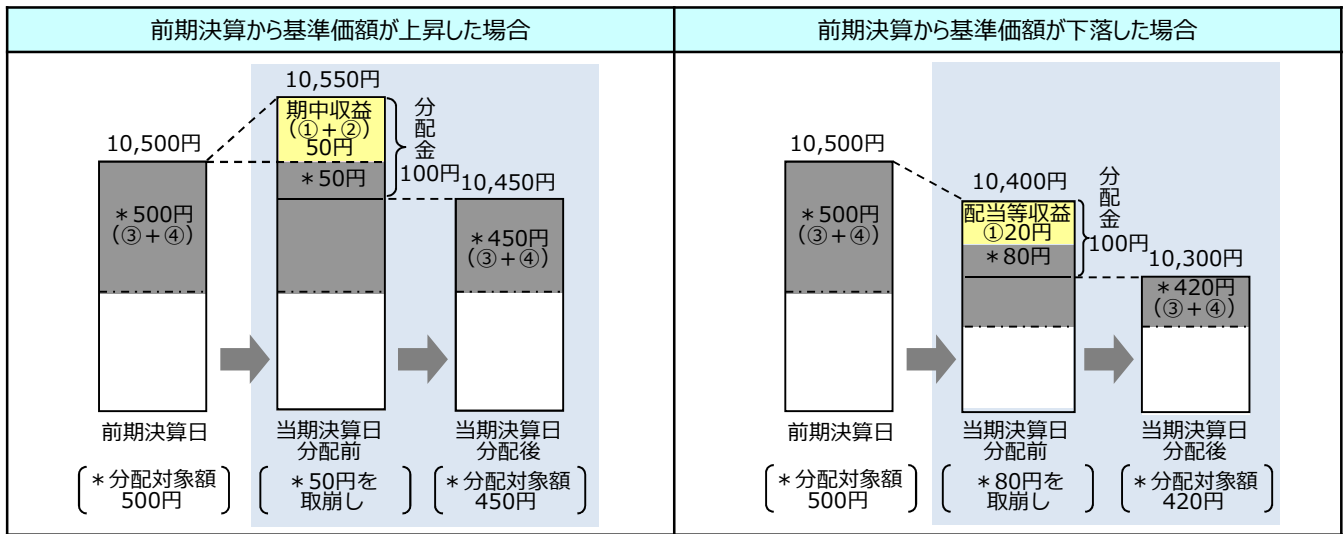 前期決算から基準価額が上昇した場合
10,550円
期中収益
(①+②)
50円
分
配
金
100円
10,500円
*50円
10,450円
*500円
(③+④)
*450円
(③+④)
前期決算日
当期決算日
分配前
当期決算日
分配後
*分配対象額
500円
*50円を
取崩し
*分配対象額
450円
前期決算から基準価額が下落した場合
10,500円
10,400円
分
配
金
100円
配当等収益
①20円
*500円
(③+④)
*80円
10,300円
*420円
(③+④)
前期決算日
当期決算日
分配前
当期決算日
分配後
*分配対象額
500円
*80円を
取崩し
*分配対象額
420円